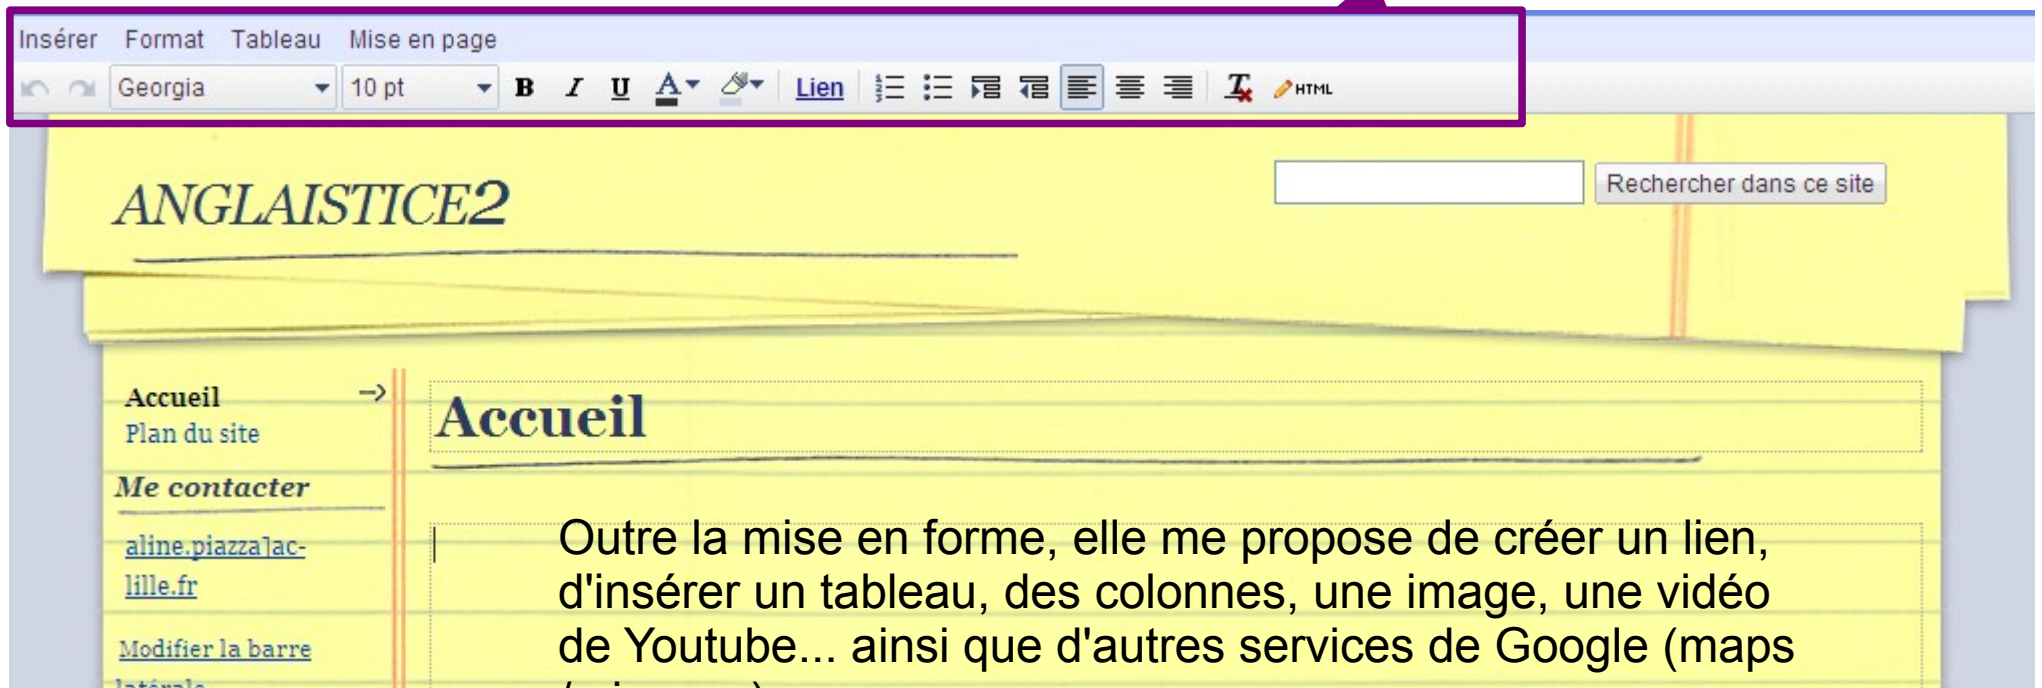 Insérer Format Tableau Mise en page
Georgia 10 pt B I U A Lien HTML
ANGLAISTICE2
Rechercher dans ce site
Accueil
Plan du site
Me contacter
aline.piazza]ac-
lille.fr
Modifier la barre
latérale
Accueil
Outre la mise en forme, elle me propose de créer un lien,
d'insérer un tableau, des colonnes, une image, une vidéo
de Youtube... ainsi que d'autres services de Google (maps